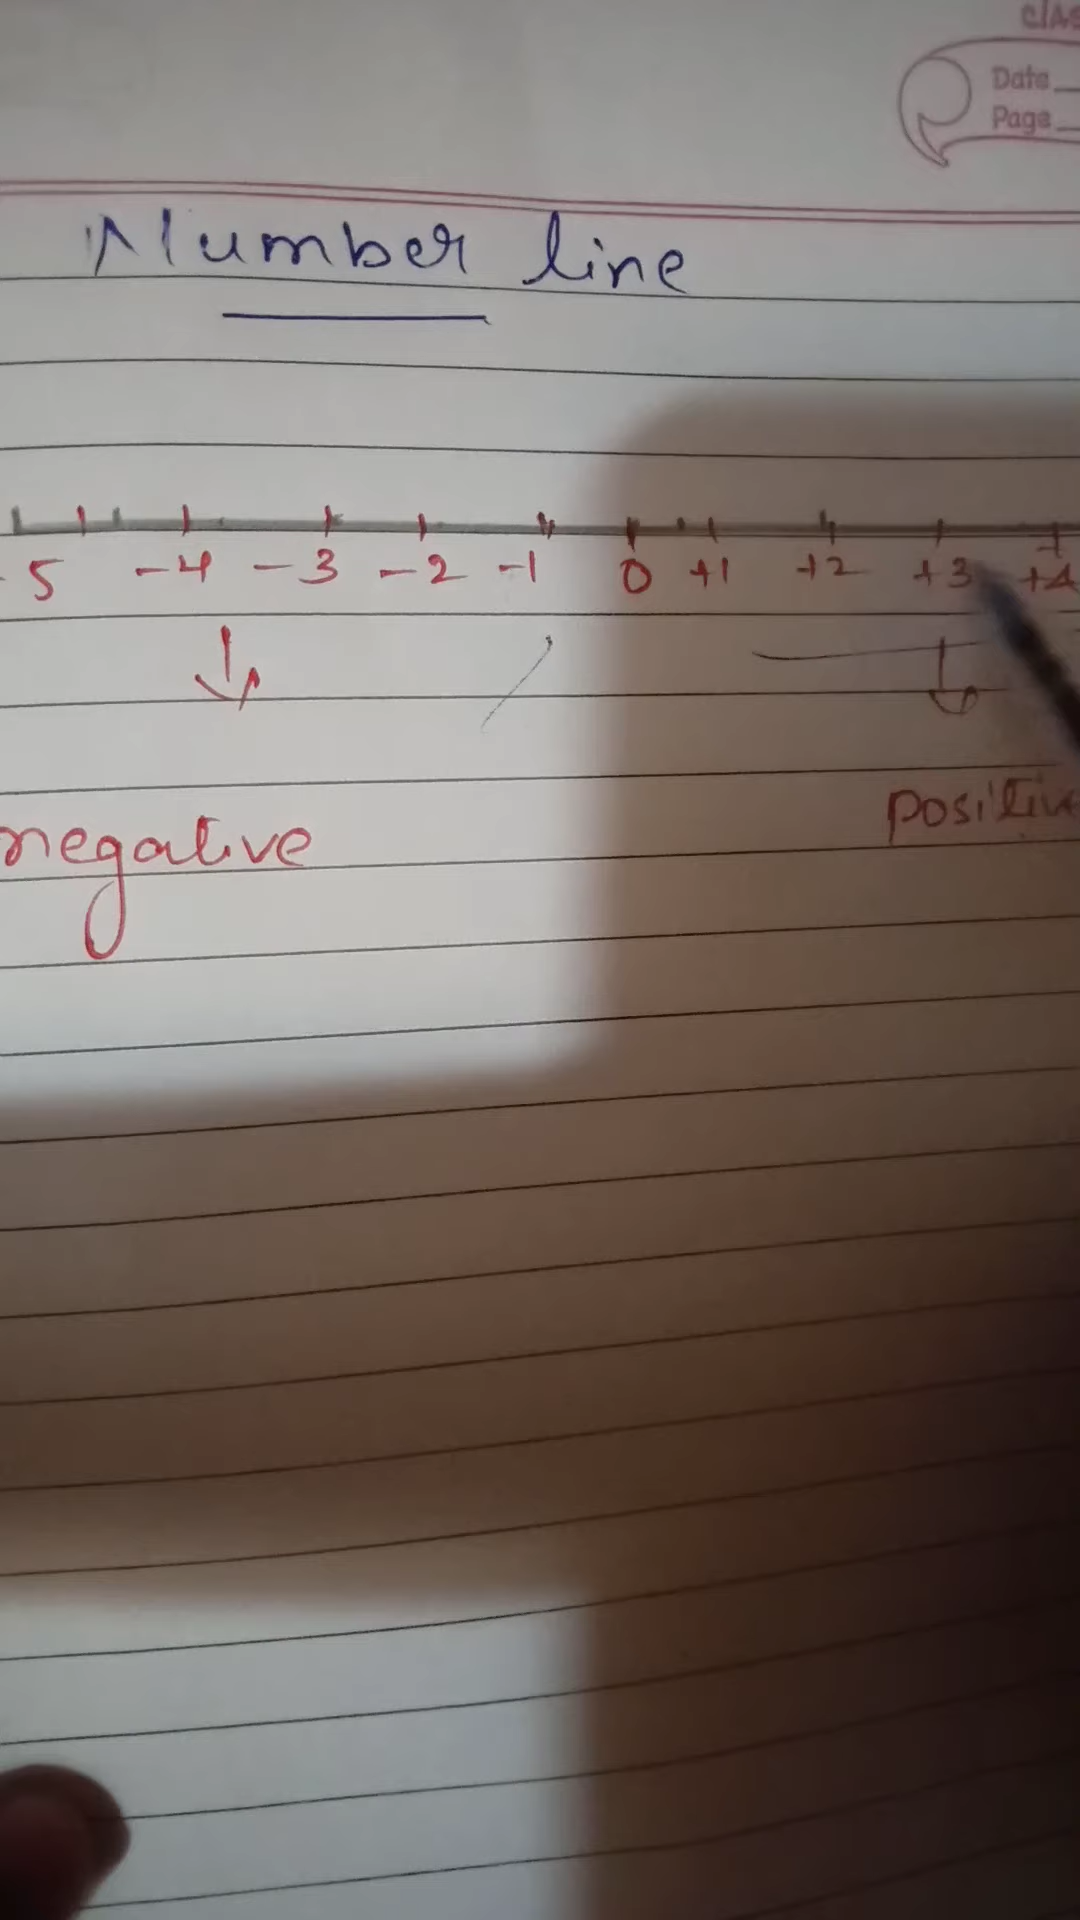 Date
Page
Number line
5 -4 -3 -2 -1 0 +1 +2 +3 +4
negative positive